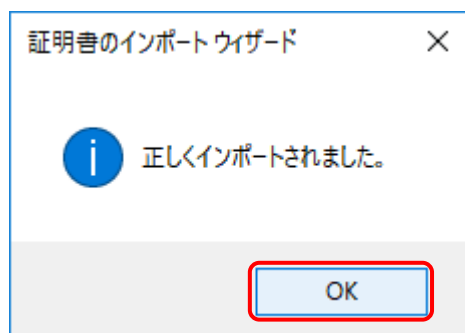 証明書のインポート ウィザード
正しくインポートされました。
OK